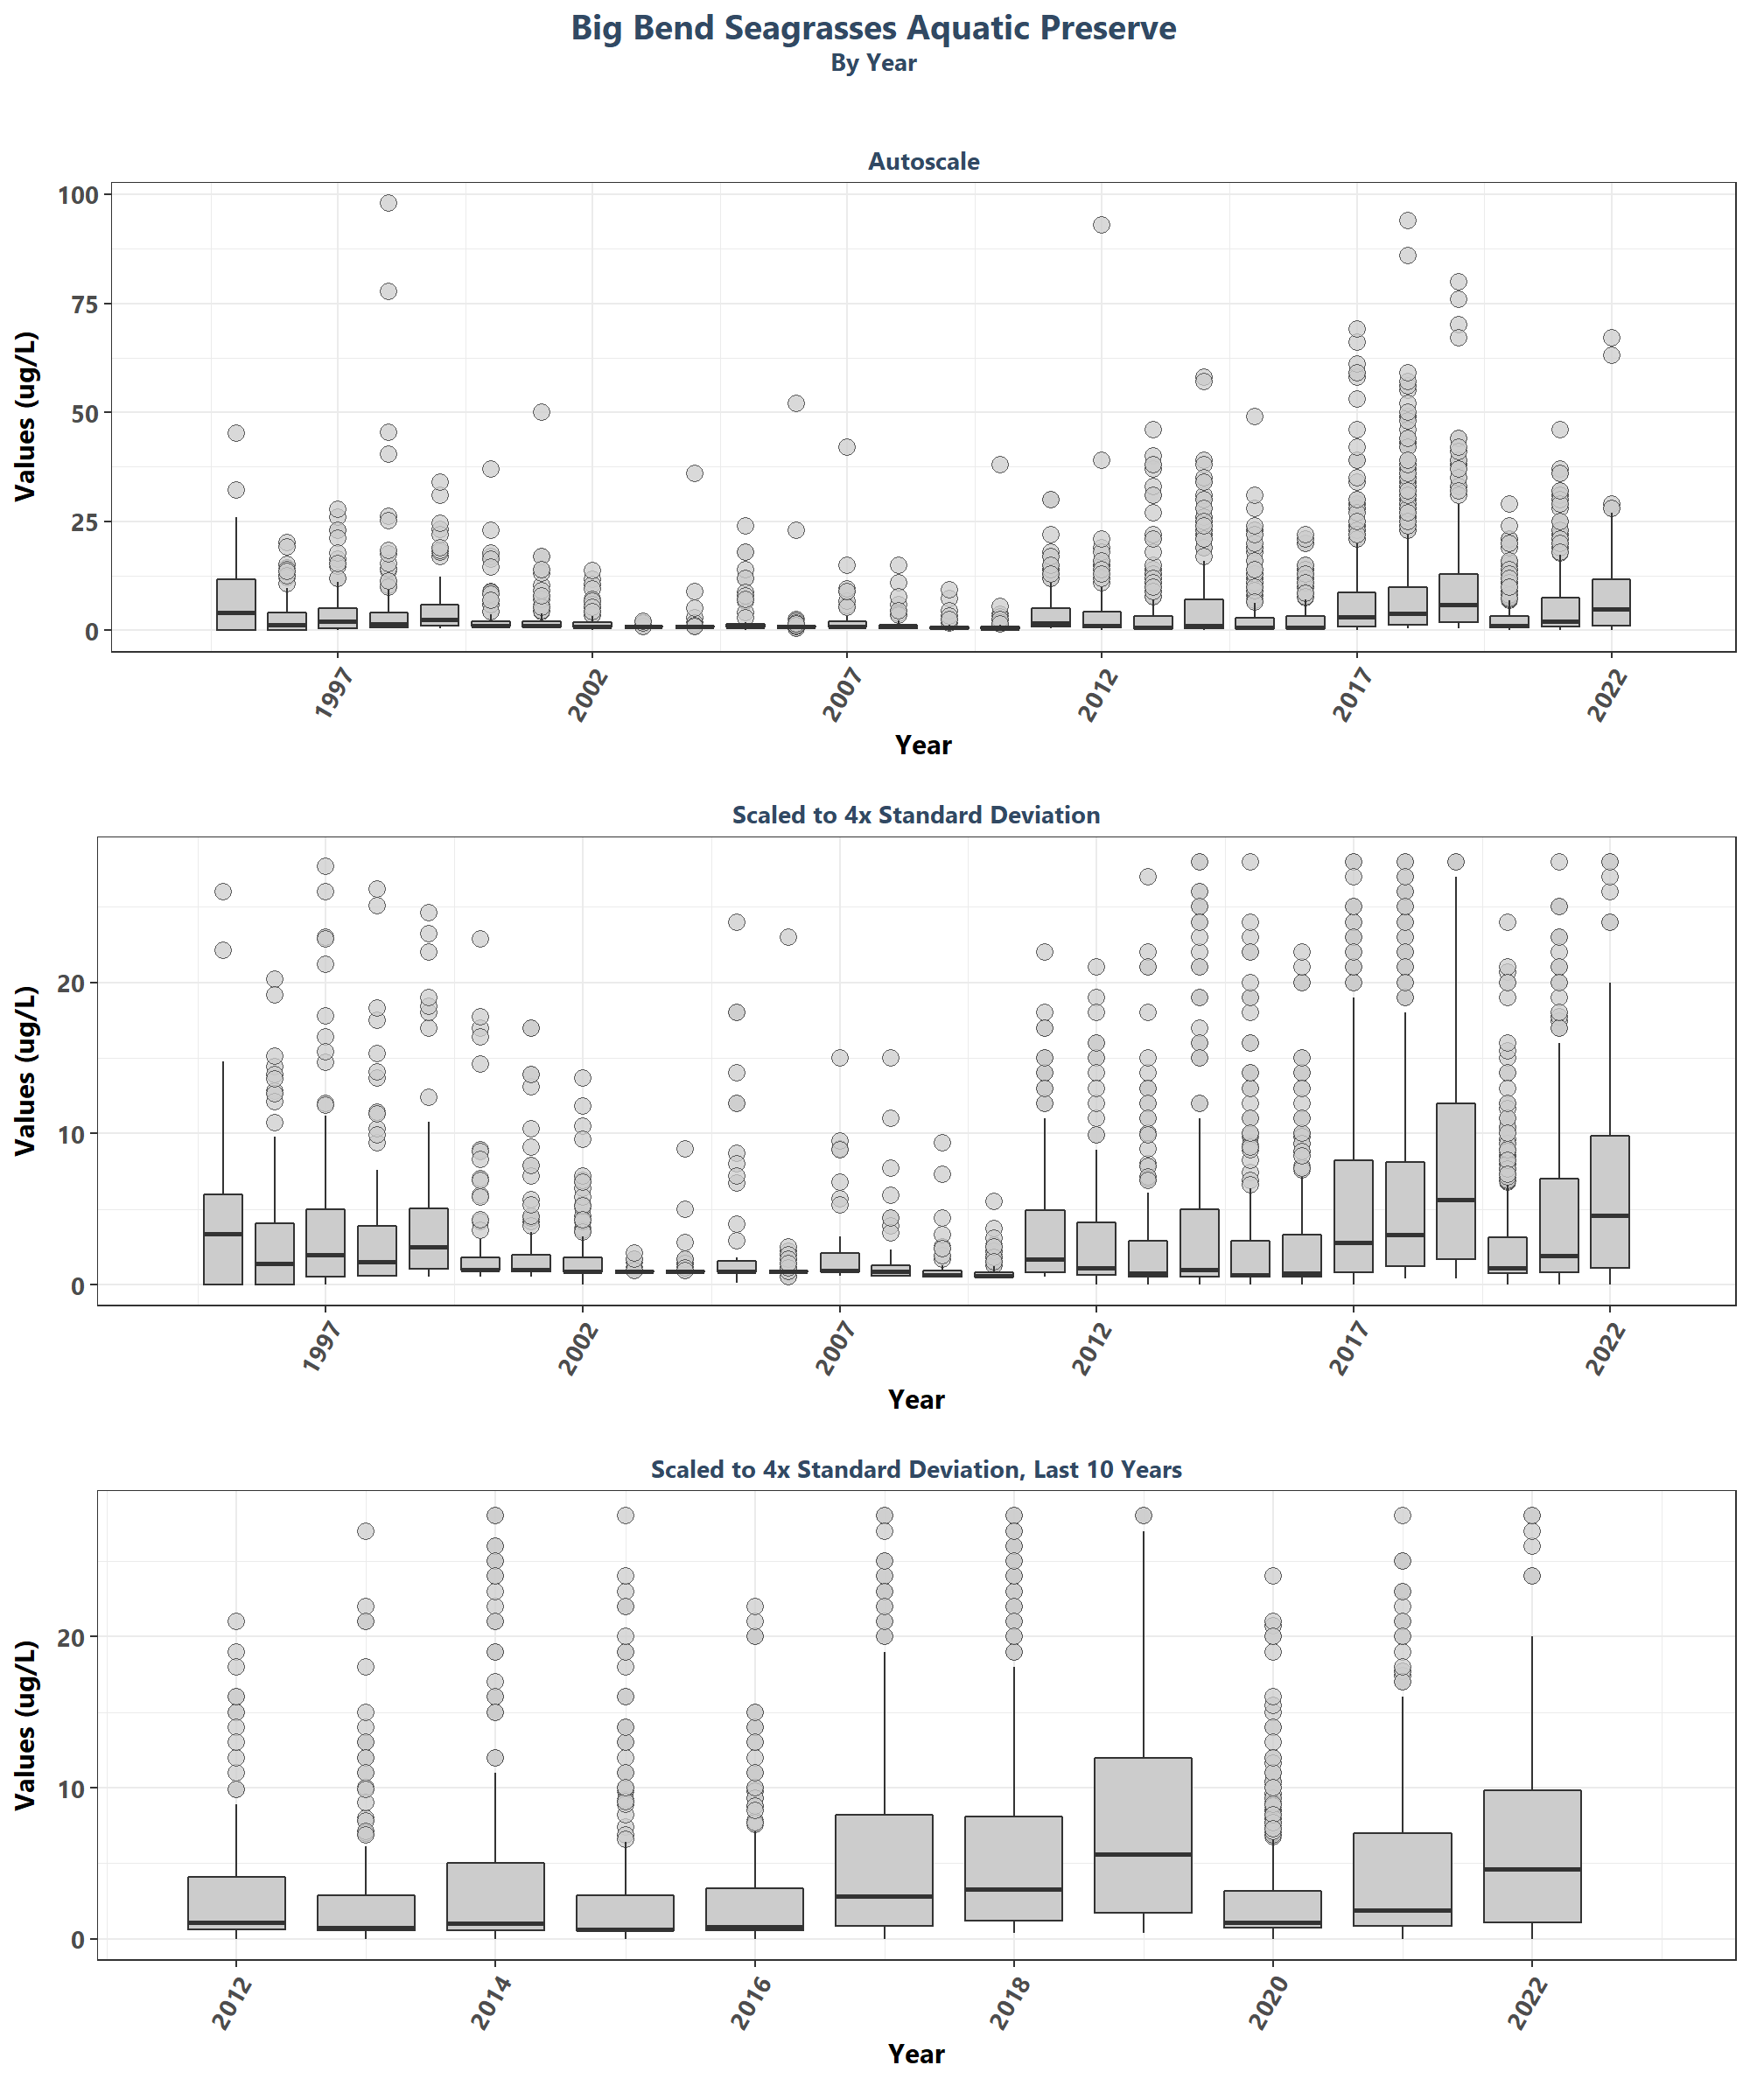 Big Bend Seagrasses Aquatic Preserve
By Year
Autoscale
Values (ug/L)
100
75
50
25
0
1997
2002
2007
2012
2017
2022
Year
Scaled to 4x Standard Deviation
Values (ug/L)
20
10
0
1997
2002
2007
2012
2017
2022
Year
Scaled to 4x Standard Deviation, Last 10 Years
Values (ug/L)
20
10
0
2012
2014
2016
2018
2020
2022
Year